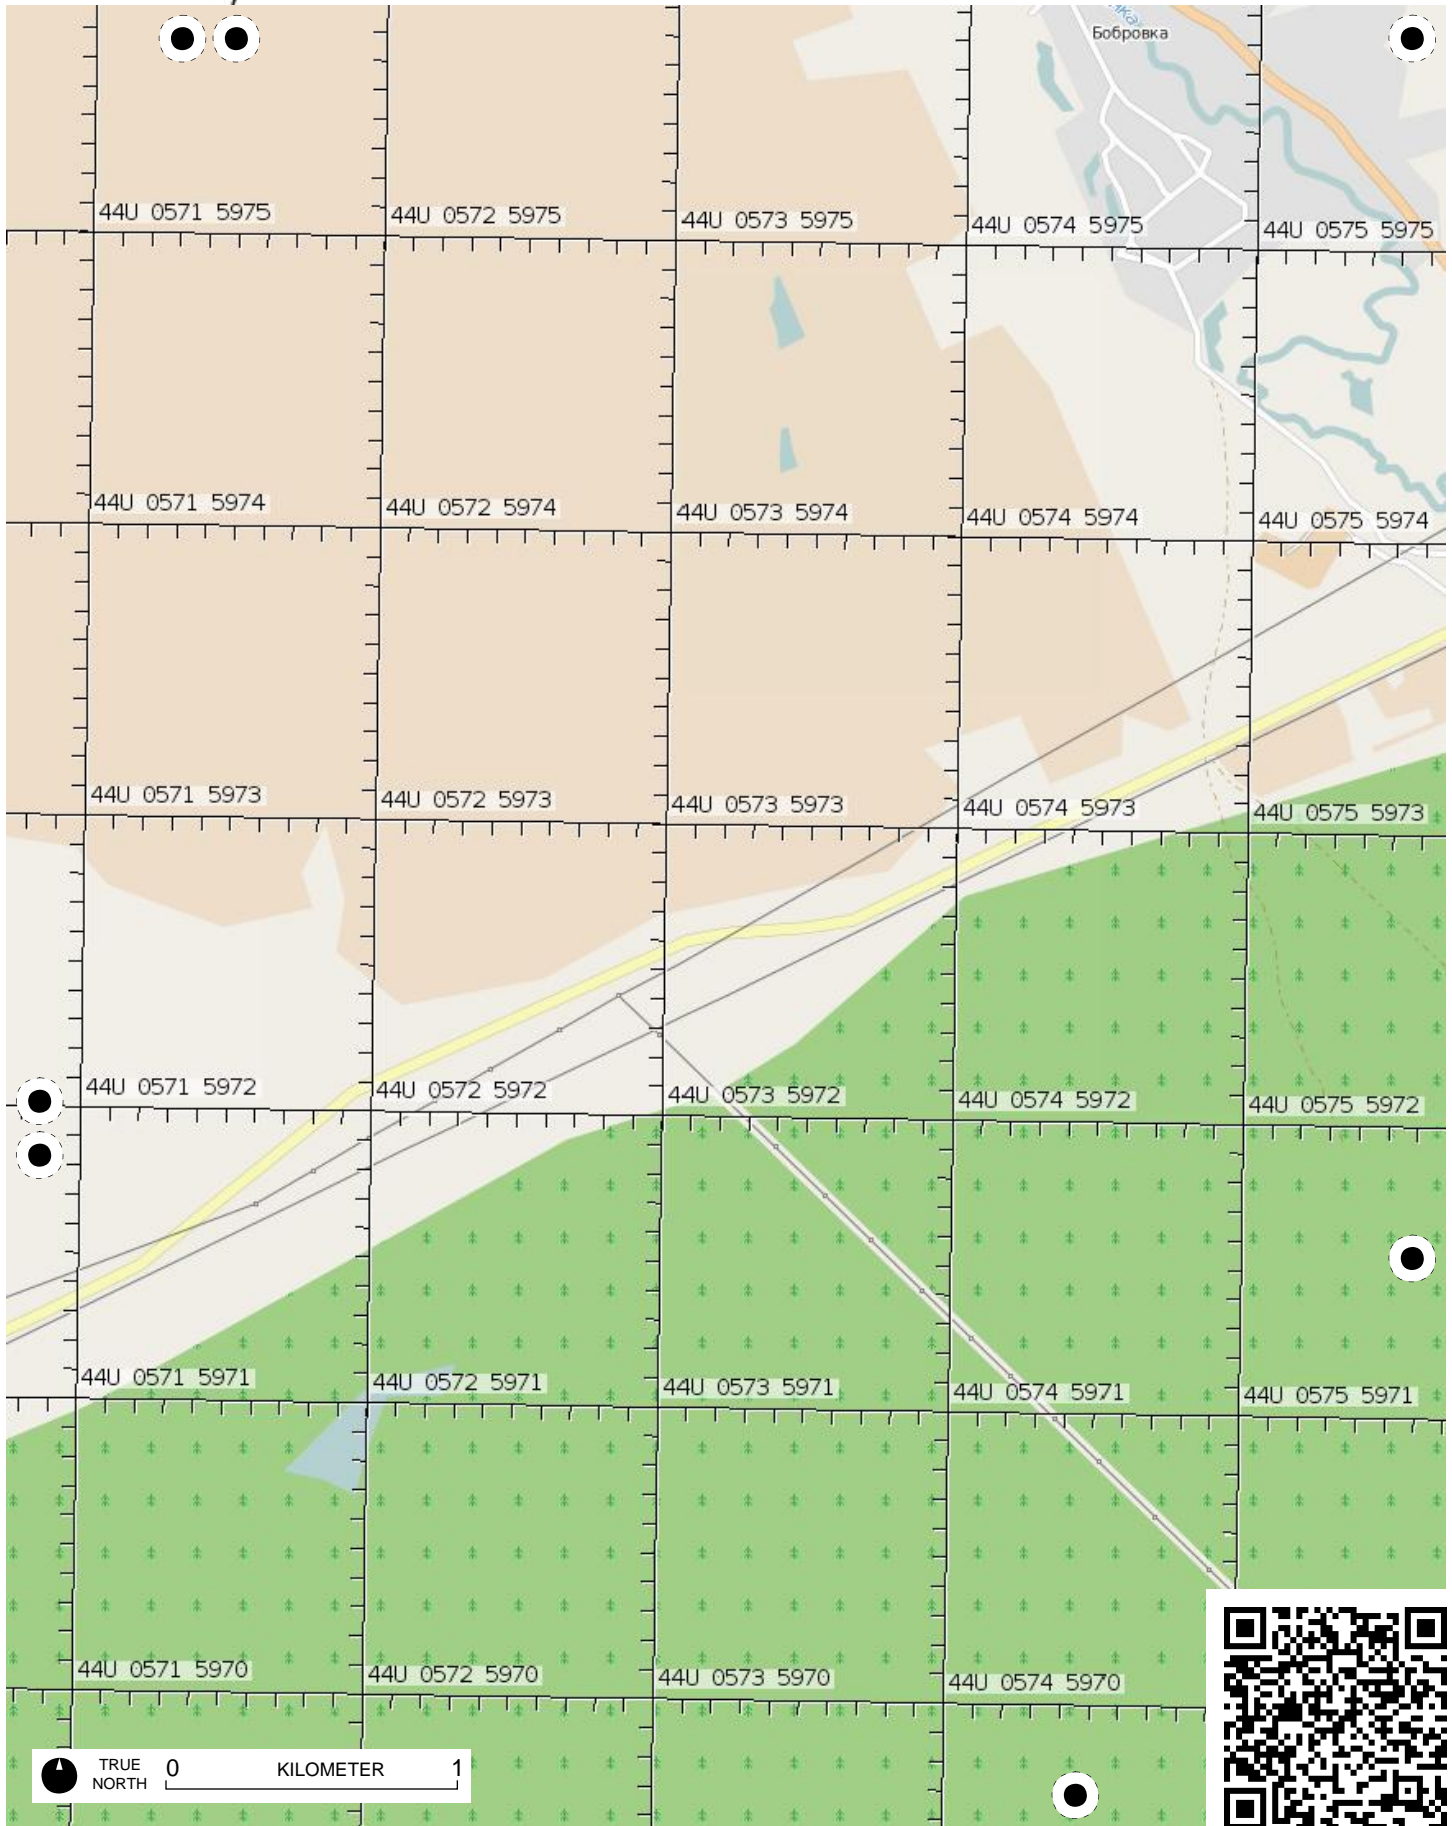 Бобровка
44U 0571 5975
44U 0572 5975
44U 0573 5975
44U 0574 5975
44U 0575 5975
44U 0571 5974
44U 0572 5974
44U 0573 5974
44U 0574 5974
44U 0575 5974
44U 0571 5973
44U 0572 5973
44U 0573 5973
44U 0574 5973
44U 0575 5973
44U 0571 5972
44U 0572 5972
44U 0573 5972
44U 0574 5972
44U 0575 5972
44U 0571 5971
44U 0572 5971
44U 0573 5971
44U 0574 5971
44U 0575 5971
44U 0571 5970
44U 0572 5970
44U 0573 5970
44U 0574 5970
TRUE
NORTH
0 KILOMETER 1